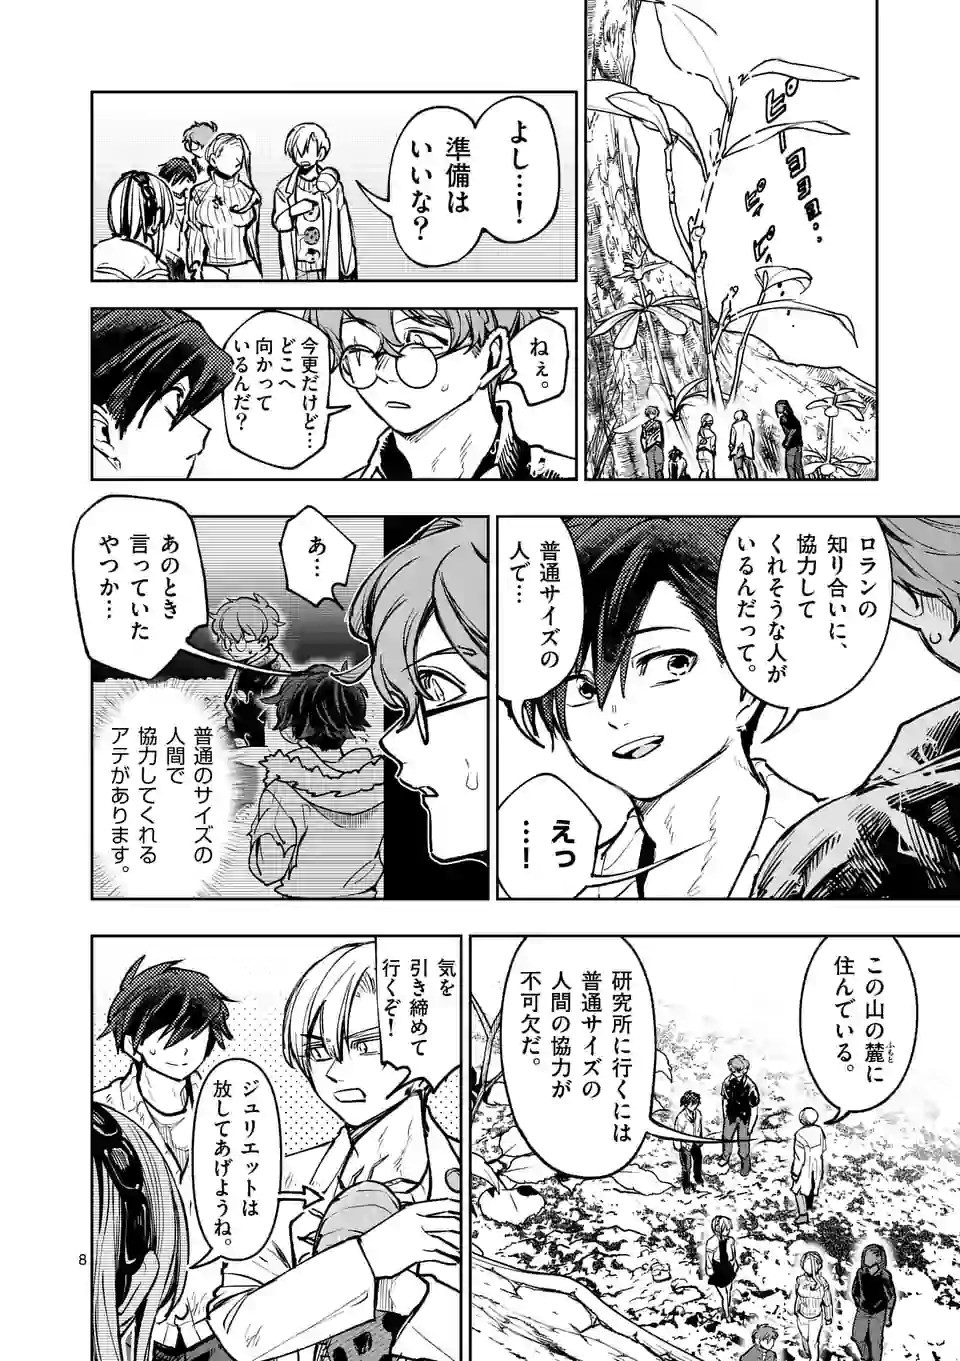 ピーヨヨヨ。
ピピ
よし……！
準備は
いいな？
ねぇ。
今更だけど…
どこへ
向かって
いるんだ？
ロランの
知り合いに、
協力して
くれそうな人が
いるんだって。
普通サイズの
人で…
えっ
…！
あ…
あのとき
言っていた
やつか…
普通のサイズの
人間で
協力してくれる
アテがあります。
この山の麓に
ふもと
住んでいる。
研究所に行くには
普通サイズの
人間の協力が
不可欠だ。
気を
引き締めて
行くぞ！
ジュリエットは
放してあげようね。
8